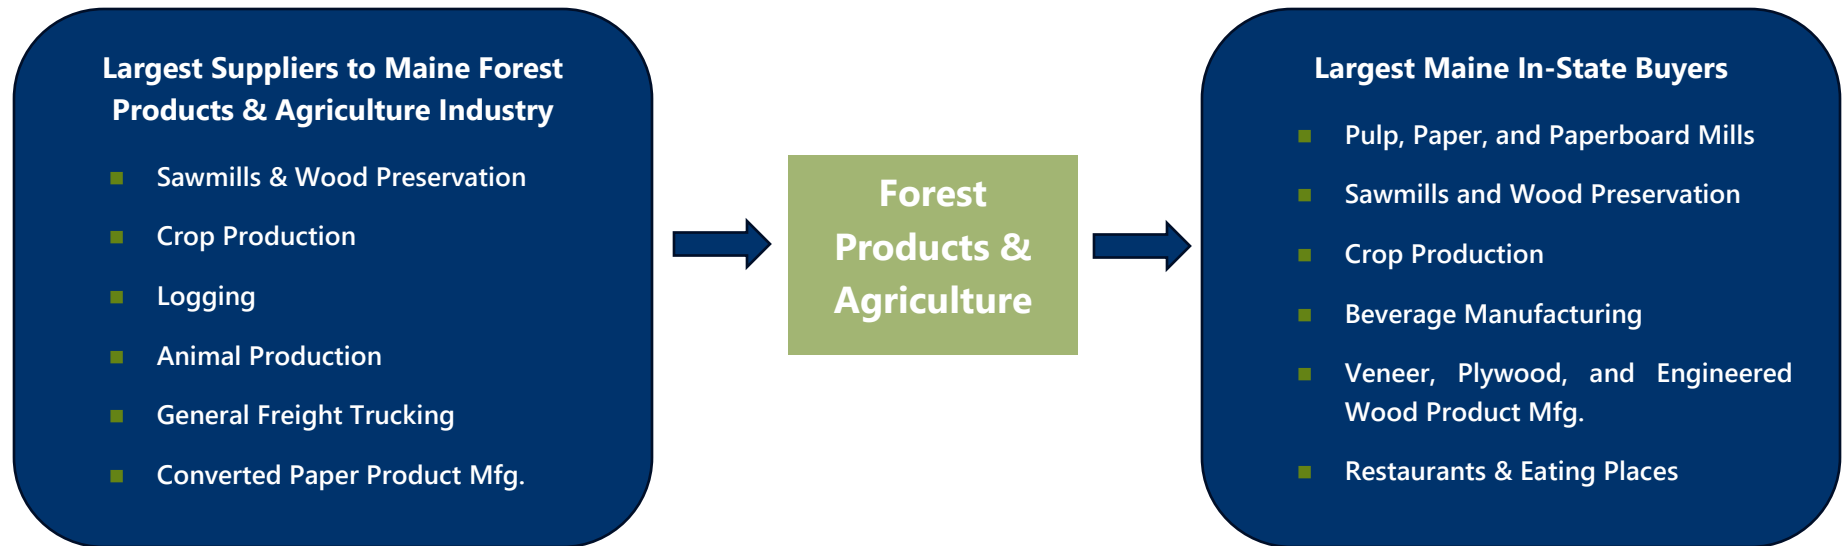 Largest Suppliers to Maine Forest
Products & Agriculture Industry
Sawmills & Wood Preservation
Crop Production
Logging
Animal Production
General Freight Trucking
Converted Paper Product Mfg.
Forest
Products &
Agriculture
Largest Maine In-State Buyers
Pulp, Paper, and Paperboard Mills
Sawmills and Wood Preservation
Crop Production
Beverage Manufacturing
Veneer, Plywood, and Engineered
Wood Product Mfg.
Restaurants & Eating Places